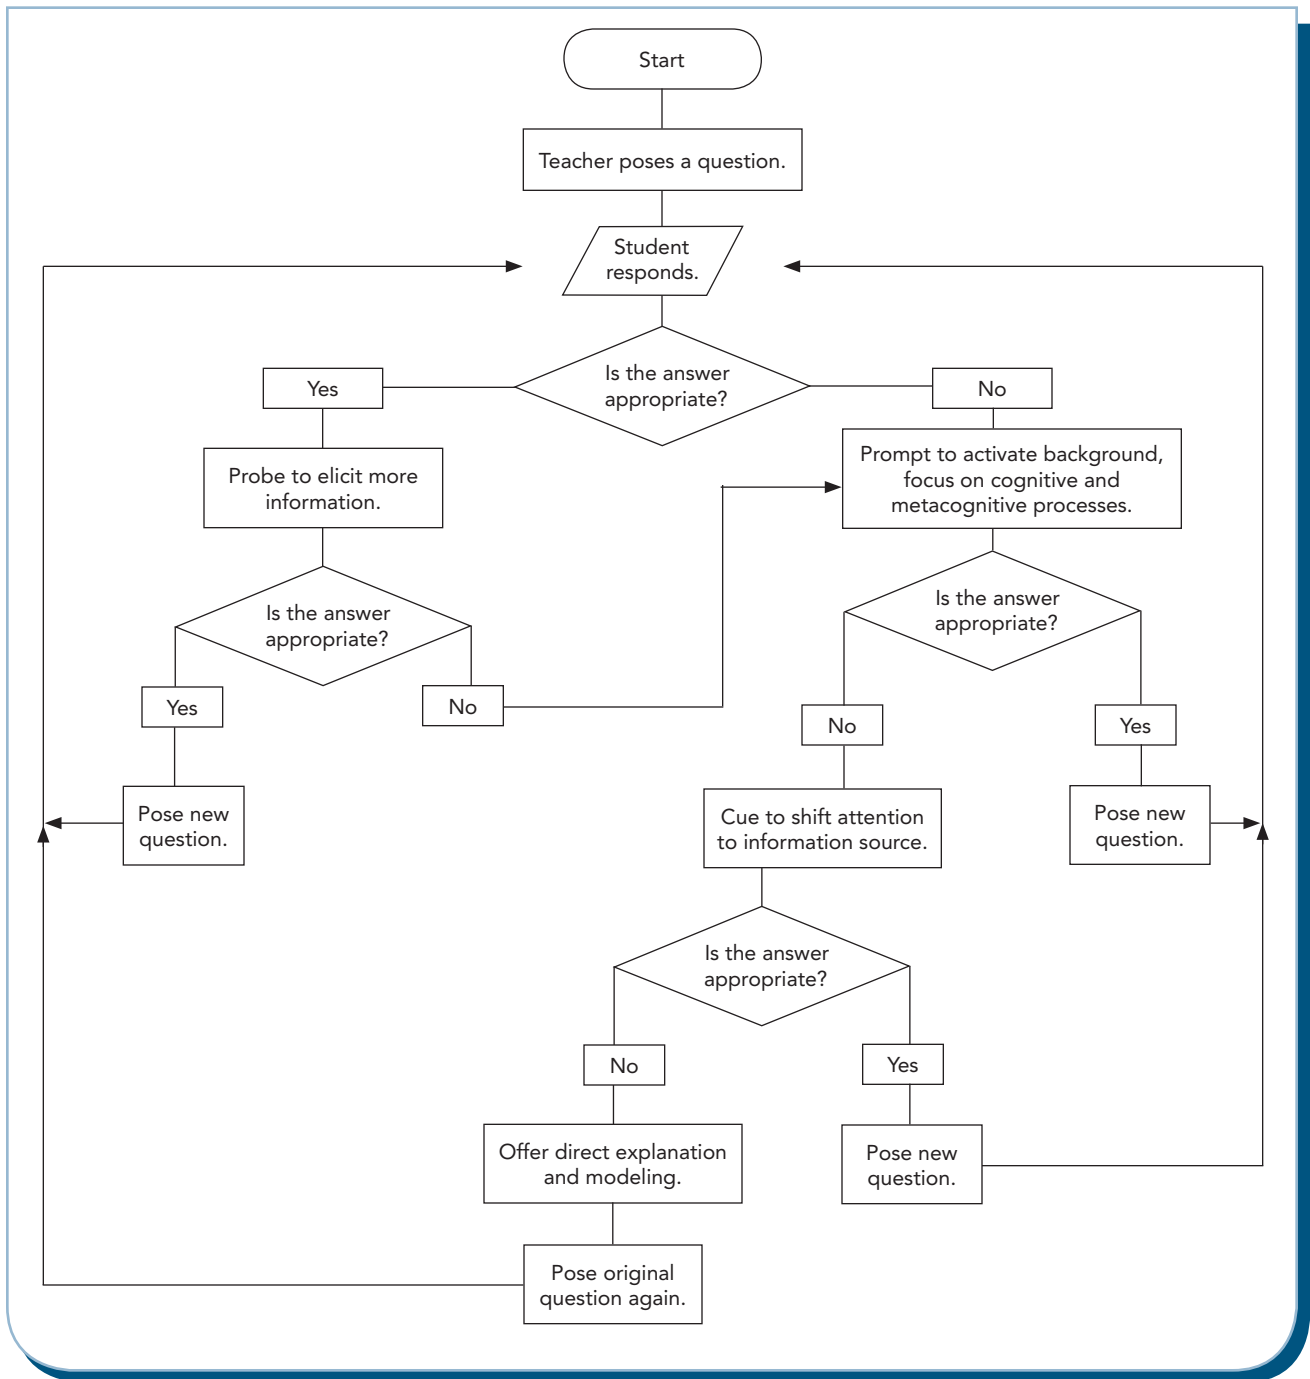 Start
Teacher poses a question.
Student
responds.
Is the answer
appropriate?
Yes
No
Probe to elicit more
information.
Prompt to activate background,
focus on cognitive and
metacognitive processes.
Is the answer
appropriate?
Is the answer
appropriate?
Yes
No
No
Yes
Pose new
question.
Cue to shift attention
to information source.
Pose new
question.
Is the answer
appropriate?
No
Yes
Offer direct explanation
and modeling.
Pose new
question.
Pose original
question again.